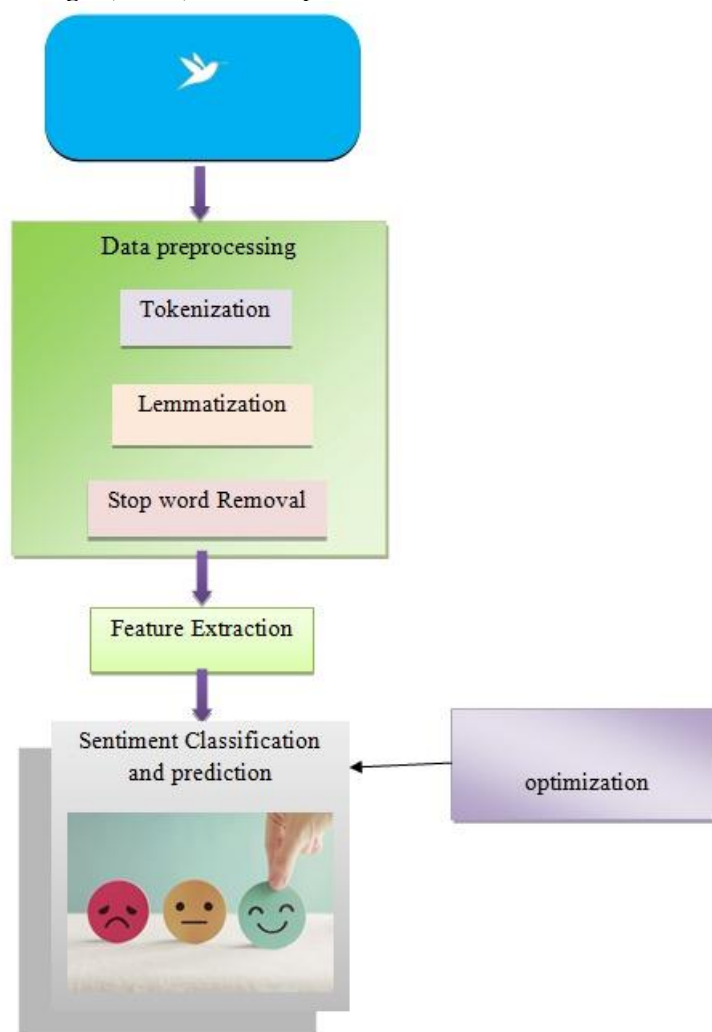 Data preprocessing
Tokenization
Lemmatization
Stop word Removal
Feature Extraction
Sentiment Classification
and prediction
optimization